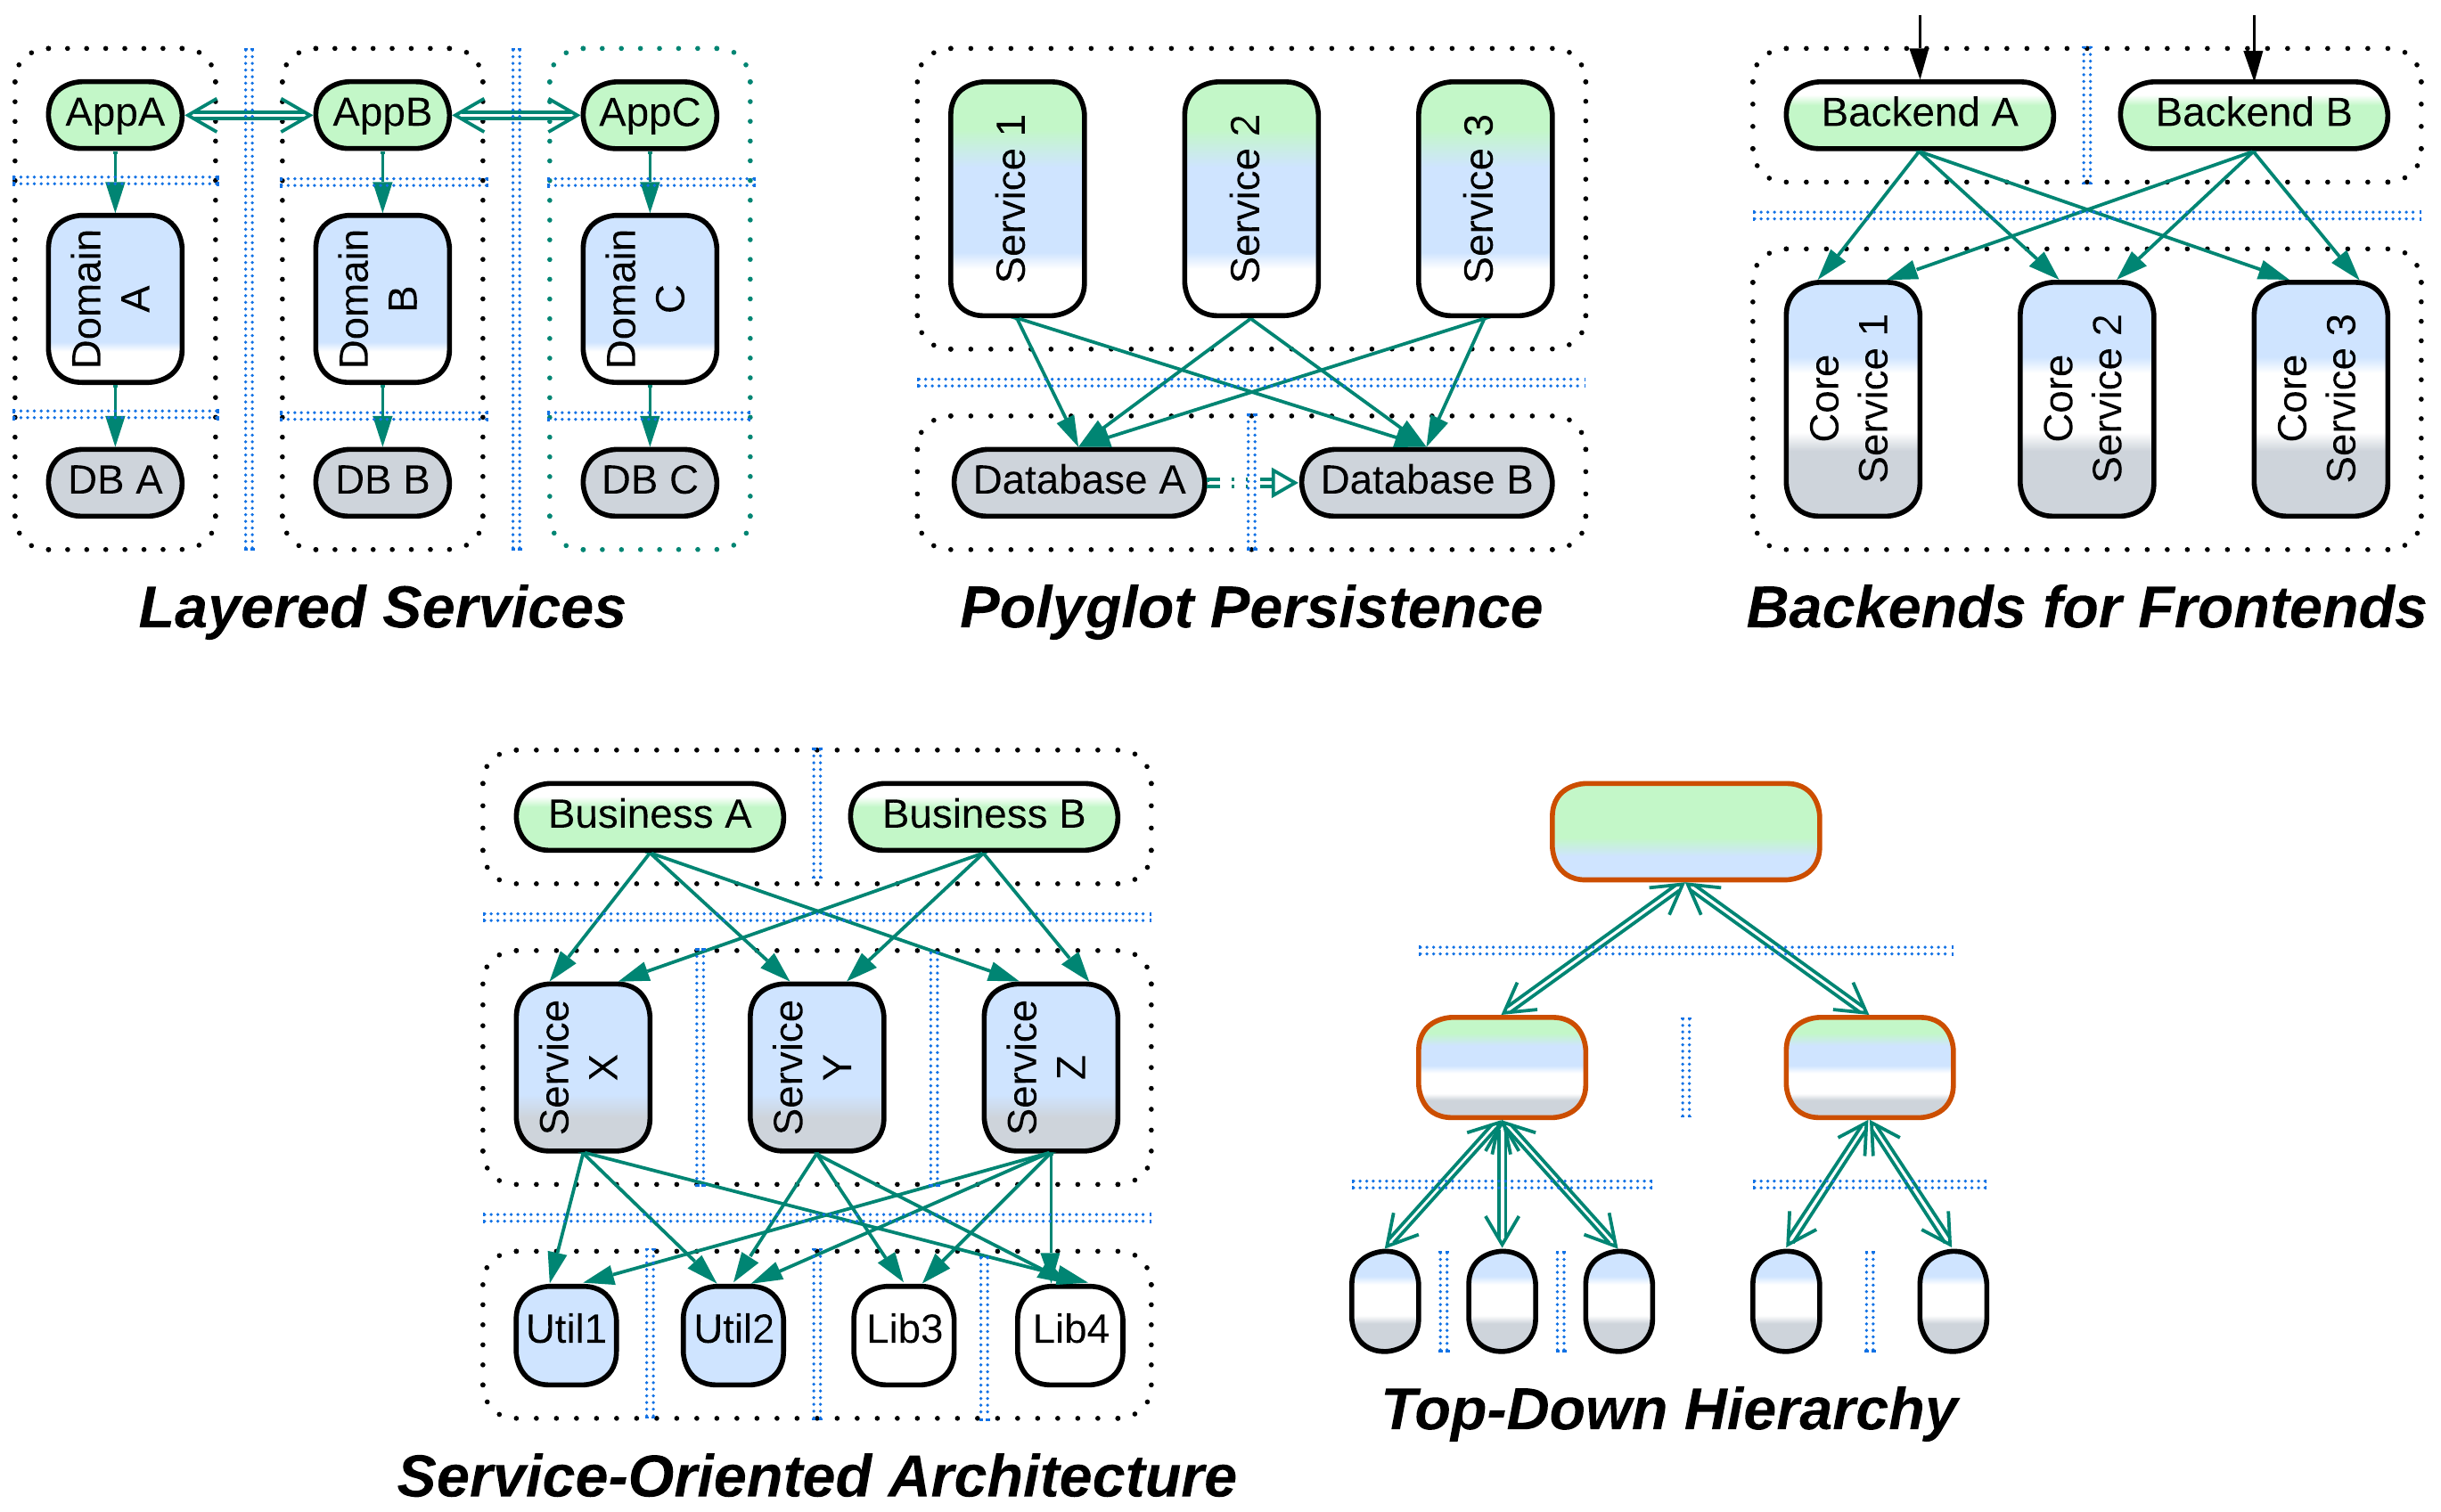 AppA
AppB
AppC
Domain
A
Domain
B
Domain
C
DB A
DB B
DB C
Layered Services
Service 1
Service 2
Service 3
Database A
Database B
Polyglot Persistence
Backend A
Backend B
Core
Service 1
Core
Service 2
Core
Service 3
Backends for Frontends
Business A
Business B
Service
X
Service
Y
Service
Z
Util1
Util2
Lib3
Lib4
Service-Oriented Architecture
Top-Down Hierarchy